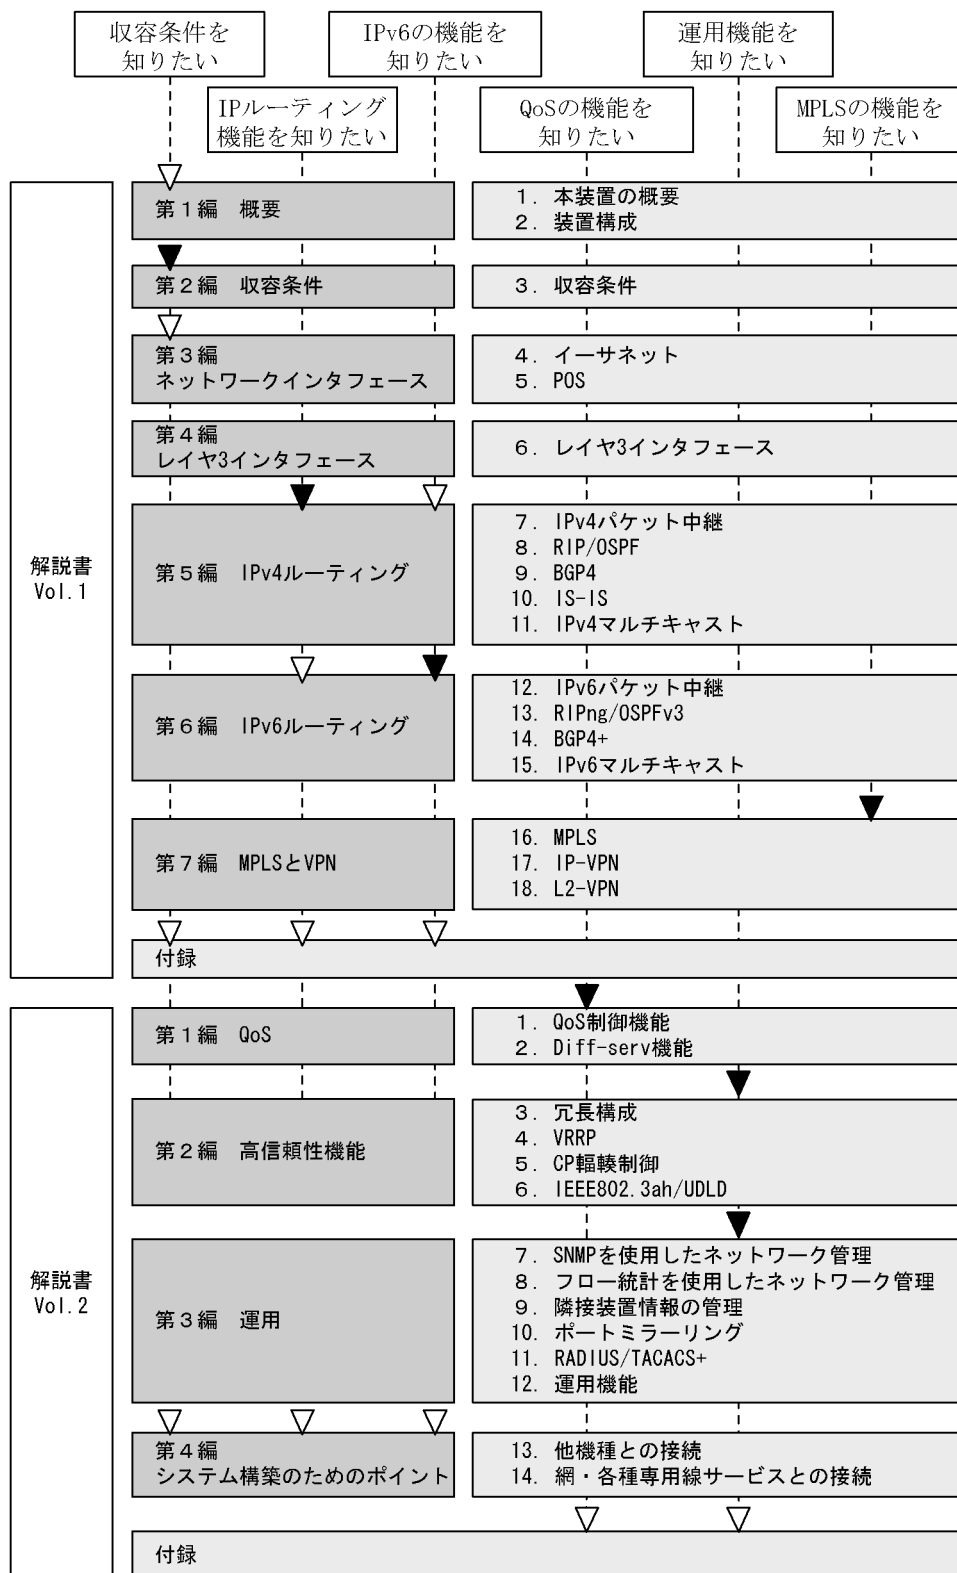 収容条件を
知りたい
IPv6の機能を
知りたい
運用機能を
知りたい
IPルーティング
機能を知りたい
QoSの機能を
知りたい
MPLSの機能を
知りたい
解説書
Vol.1
第１編　概要
１. 本装置の概要
２. 装置構成
第２編　収容条件
３. 収容条件
第３編
ネットワークインタフェース
４. イーサネット
５. POS
第４編
レイヤ3インタフェース
６. レイヤ3インタフェース
第５編　IPv4ルーティング
７. IPv4パケット中継
８. RIP/OSPF
９. BGP4
10. IS-IS
11. IPv4マルチキャスト
第６編　IPv6ルーティング
12. IPv6パケット中継
13. RIPng/OSPFv3
14. BGP4+
15. IPv6マルチキャスト
第７編　MPLSとVPN
16. MPLS
17. IP-VPN
18. L2-VPN
付録
解説書
Vol.2
第１編　QoS
１. QoS制御機能
２. Diff-serv機能
第２編　高信頼性機能
３. 冗長構成
４. VRRP
５. CP輻輳制御
６. IEEE802.3ah/UDLD
第３編　運用
７. SNMPを使用したネットワーク管理
８. フロー統計を使用したネットワーク管理
９. 隣接装置情報の管理
10. ポートミラーリング
11. RADIUS/TACACS+
12. 運用機能
第４編
システム構築のためのポイント
13. 他機種との接続
14. 網・各種専用線サービスとの接続
付録